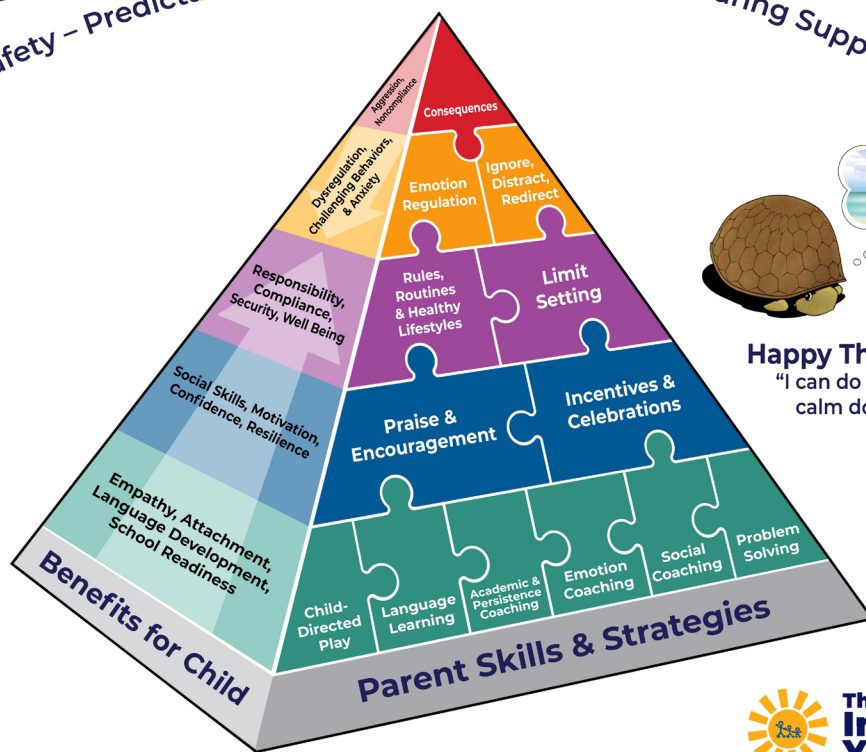 – Predicta
Supp
Aggression,
Noncompliance
Consequences
Dysregulation,
Challenging Behaviors,
& Anxiety
Emotion
Regulation
Ignore,
Distract,
Redirect
Responsibility,
Compliance,
Security, Well Being
Rules,
Routines
& Healthy
Lifestyles
Limit
Setting
Social Skills, Motivation,
Confidence, Resilience
Praise &
Encouragement
Incentives &
Celebrations
Empathy, Attachment,
Language Development,
School Readiness
Child-
Directed
Play
Language
Learning
Academic &
Persistence
Coaching
Emotion
Coaching
Social
Coaching
Problem
Solving
Benefits for Child
Parent Skills & Strategies
Happy Th
“I can do
calm do
Th
In